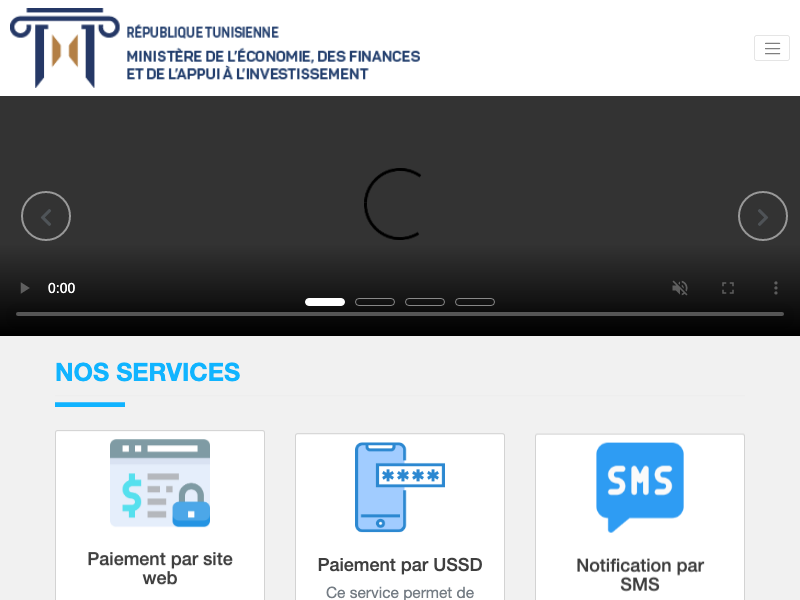 RÉPUBLIQUE TUNISIENNE
MINISTÈRE DE L'ÉCONOMIE, DES FINANCES
ET DE L'APPUI À L'INVESTISSEMENT
0:00
NOS SERVICES
$
****
SMS
Paiement par site
web
Paiement par USSD
Ce service permet de
Notification par
SMS